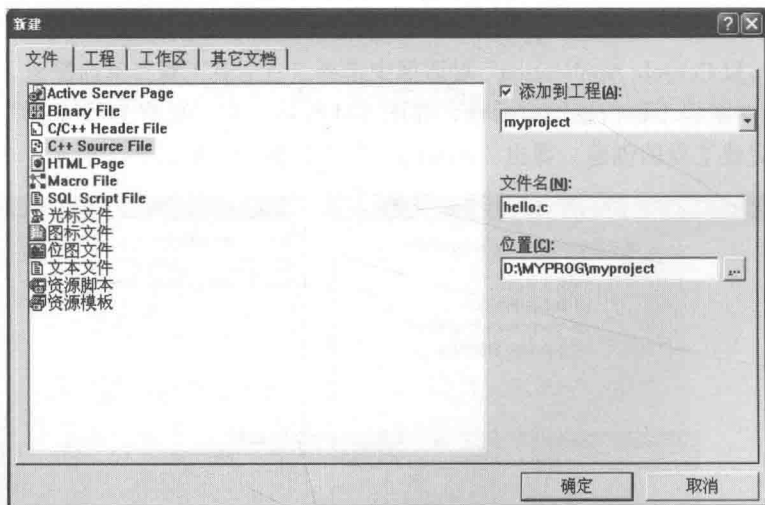 新建
文件 工程 工作区 其它文档
Active Server Page
Binary File
C/C++ Header File
C++ Source File
HTML Page
Macro File
SQL Script File
光标文件
图标文件
位图文件
文本文件
资源脚本
资源模板
添加到工程(A):
myproject
文件名(N):
hello.c
位置(C):
D:\MYPROG\myproject
...
确定 取消